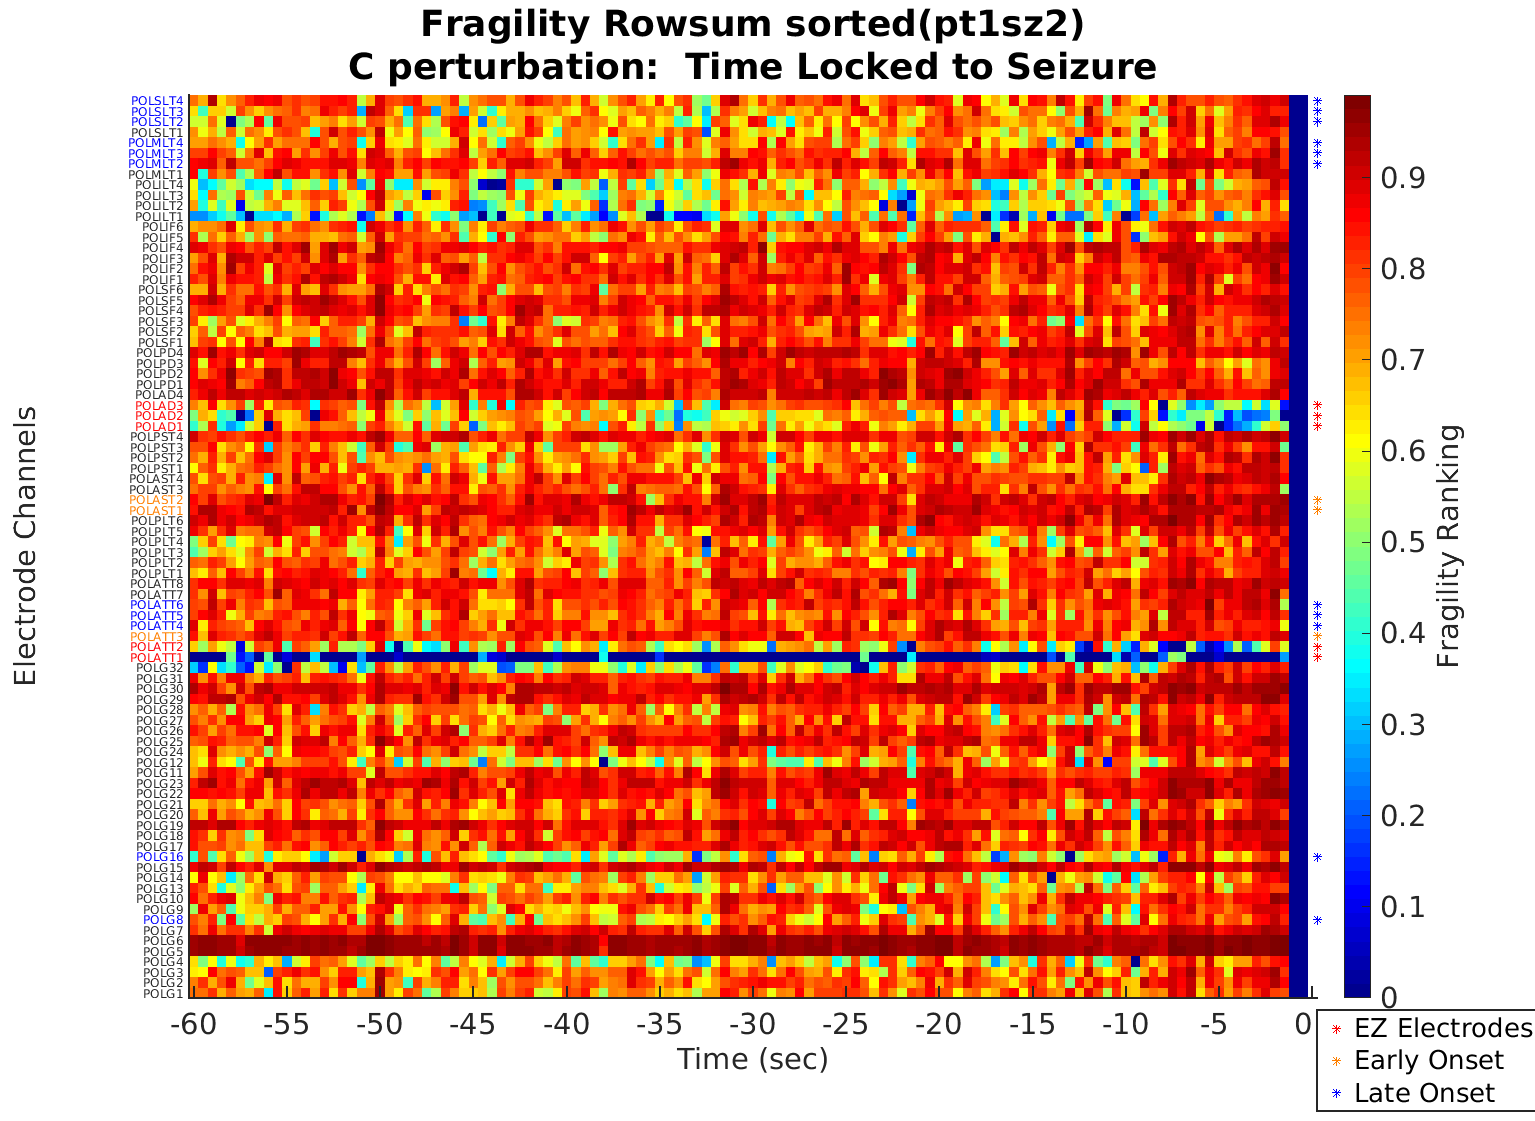 Fragility Rowsum sorted(pt1sz2)
C perturbation:  Time Locked to Seizure
Electrode Channels
POLSLT4
POLSLT3
POLSLT2
POLSLT1
POLMLT4
POLMLT3
POLMLT2
POLMLT1
POLILT4
POLILT3
POLILT2
POLILT1
POLIF6
POLIF5
POLIF4
POLIF3
POLIF2
POLIF1
POLSF6
POLSF5
POLSF4
POLSF3
POLSF2
POLSF1
POLPD4
POLPD3
POLPD2
POLPD1
POLAD4
POLAD3
POLAD2
POLAD1
POLPST4
POLPST3
POLPST2
POLPST1
POLAST4
POLAST3
POLAST2
POLAST1
POLPLT6
POLPLT5
POLPLT4
POLPLT3
POLPLT2
POLPLT1
POLATT8
POLATT7
POLATT6
POLATT5
POLATT4
POLATT3
POLATT2
POLATT1
POLG32
POLG31
POLG30
POLG29
POLG28
POLG27
POLG26
POLG25
POLG24
POLG12
POLG11
POLG23
POLG22
POLG21
POLG20
POLG19
POLG18
POLG17
POLG16
POLG15
POLG14
POLG13
POLG10
POLG9
POLG8
POLG7
POLG6
POLG5
POLG4
POLG3
POLG2
POLG1
-60 -55 -50 -45 -40 -35 -30 -25 -20 -15 -10 -5 0
Time (sec)
0.9
0.8
0.7
0.6
0.5
0.4
0.3
0.2
0.1
0
Fragility Ranking
EZ Electrodes
Early Onset
Late Onset